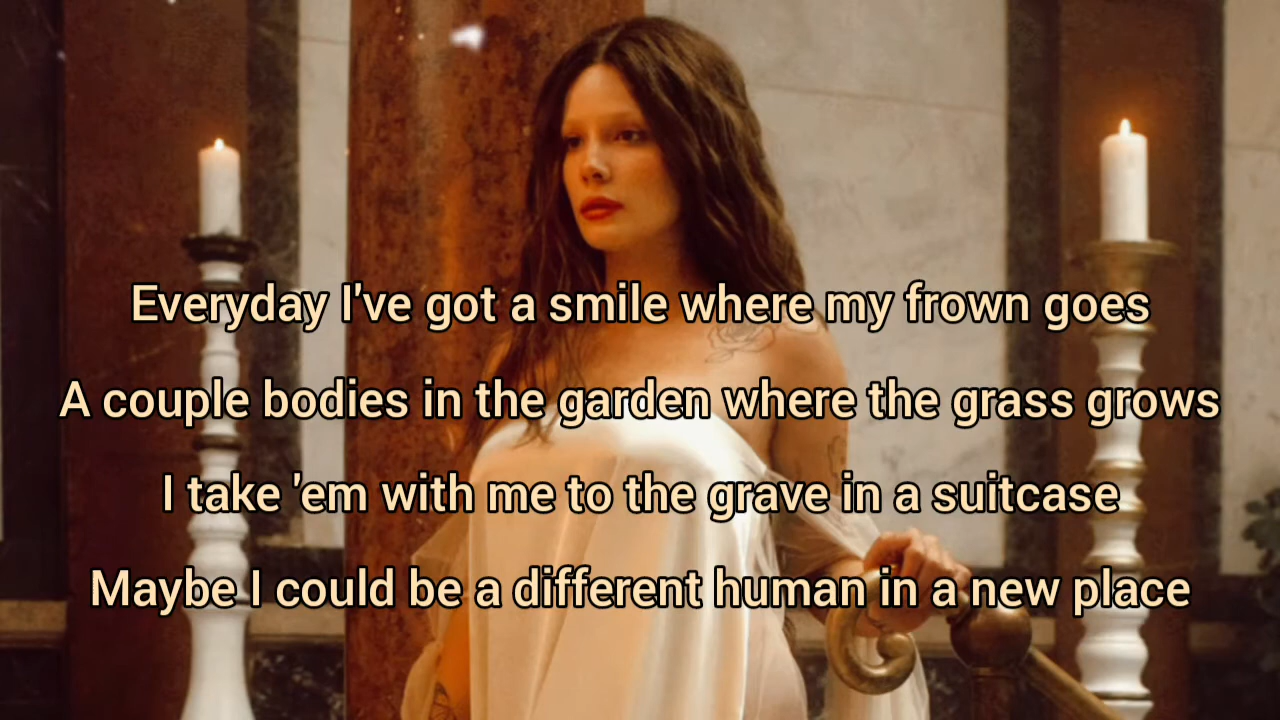 Everyday I've got a smile where my frown goes
A couple bodies in the garden where the grass grows
I take 'em with me to the grave in a suitcase
Maybe I could be a different human in a new place